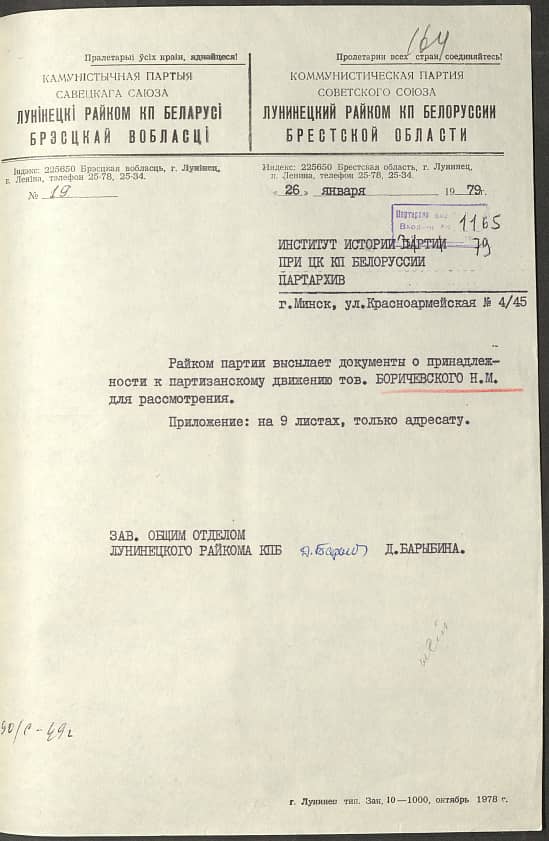 164
Пралетарыі ўсіх краін, яднайцеся!
КАМУНІСТЫЧНАЯ ПАРТЫЯ
САВЕЦКАГА САЮЗА
ЛУНІНЕЦКІ РАЙКОМ КП БЕЛАРУСІ
БРЭСЦКАЙ ВОБЛАСЦІ
Індэкс: 225650 Брэсцкая вобласць, г. Лунінец,
п. Леніна, телефон 25-78, 25-34.
№ 19
Пролетарии всех стран, соединяйтесь!
КОММУНИСТИЧЕСКАЯ ПАРТИЯ
СОВЕТСКОГО СОЮЗА
ЛУНИНЕЦКИЙ РАЙКОМ КП БЕЛОРУССИИ
БРЕСТСКОЙ ОБЛАСТИ
Индекс: 225650 Брестская область, г. Лунинец,
п. Ленина, телефон 25-78, 25-34.
« 26 » января 1979г.
Партархив
1165
79
ИНСТИТУТ ИСТОРИИ ПАРТИИ
ПРИ ЦК КП БЕЛОРУССИИ
ПАРТАРХИВ
г.Минск, ул.Красноармейская № 4/45
Райком партии высылает документы о принадлеж-
ности к партизанскому движению тов. БОРИЧЕВСКОГО Н.М.
для рассмотрения.
Приложение: на 9 листах, только адресату.
ЗАВ. ОБЩИМ ОТДЕЛОМ
ЛУНИНЕЦКОГО РАЙКОМА КПБ Д.БАРЫБИНА.
г. Лунинец тип. Зак. 10—1000, октябрь 1978 г.